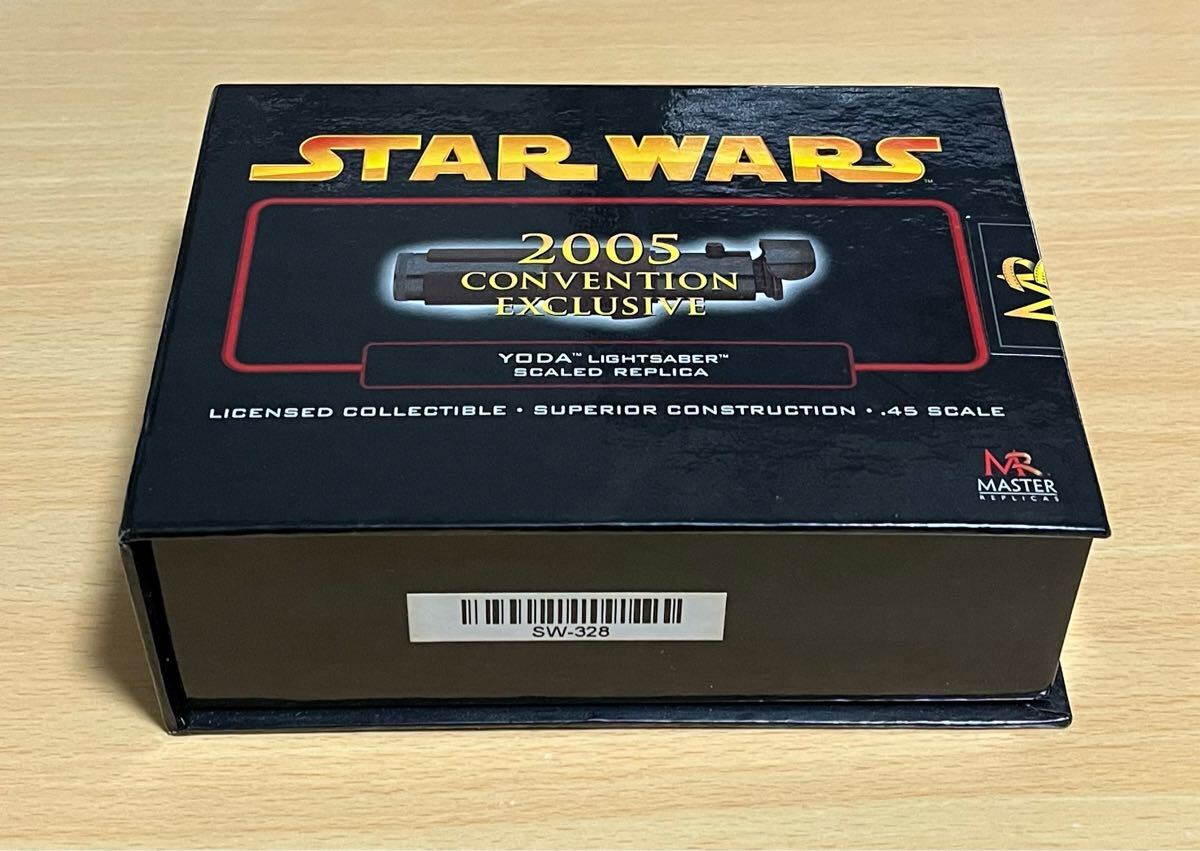 STAR WARS™
2005
CONVENTION
EXCLUSIVE
YODA™ LIGHTSABER™
SCALED REPLICA
LICENSED COLLECTIBLE • SUPERIOR CONSTRUCTION • .45 SCALE
MR
MASTER
REPLICAS
SW-328